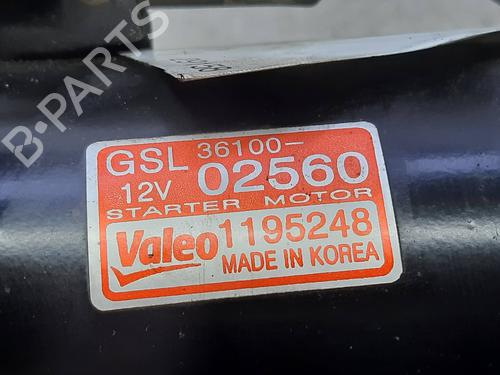 B-PARTS
GSL 36100-
12V 02560
STARTER MOTOR
Valeo 1195248
MADE IN KOREA